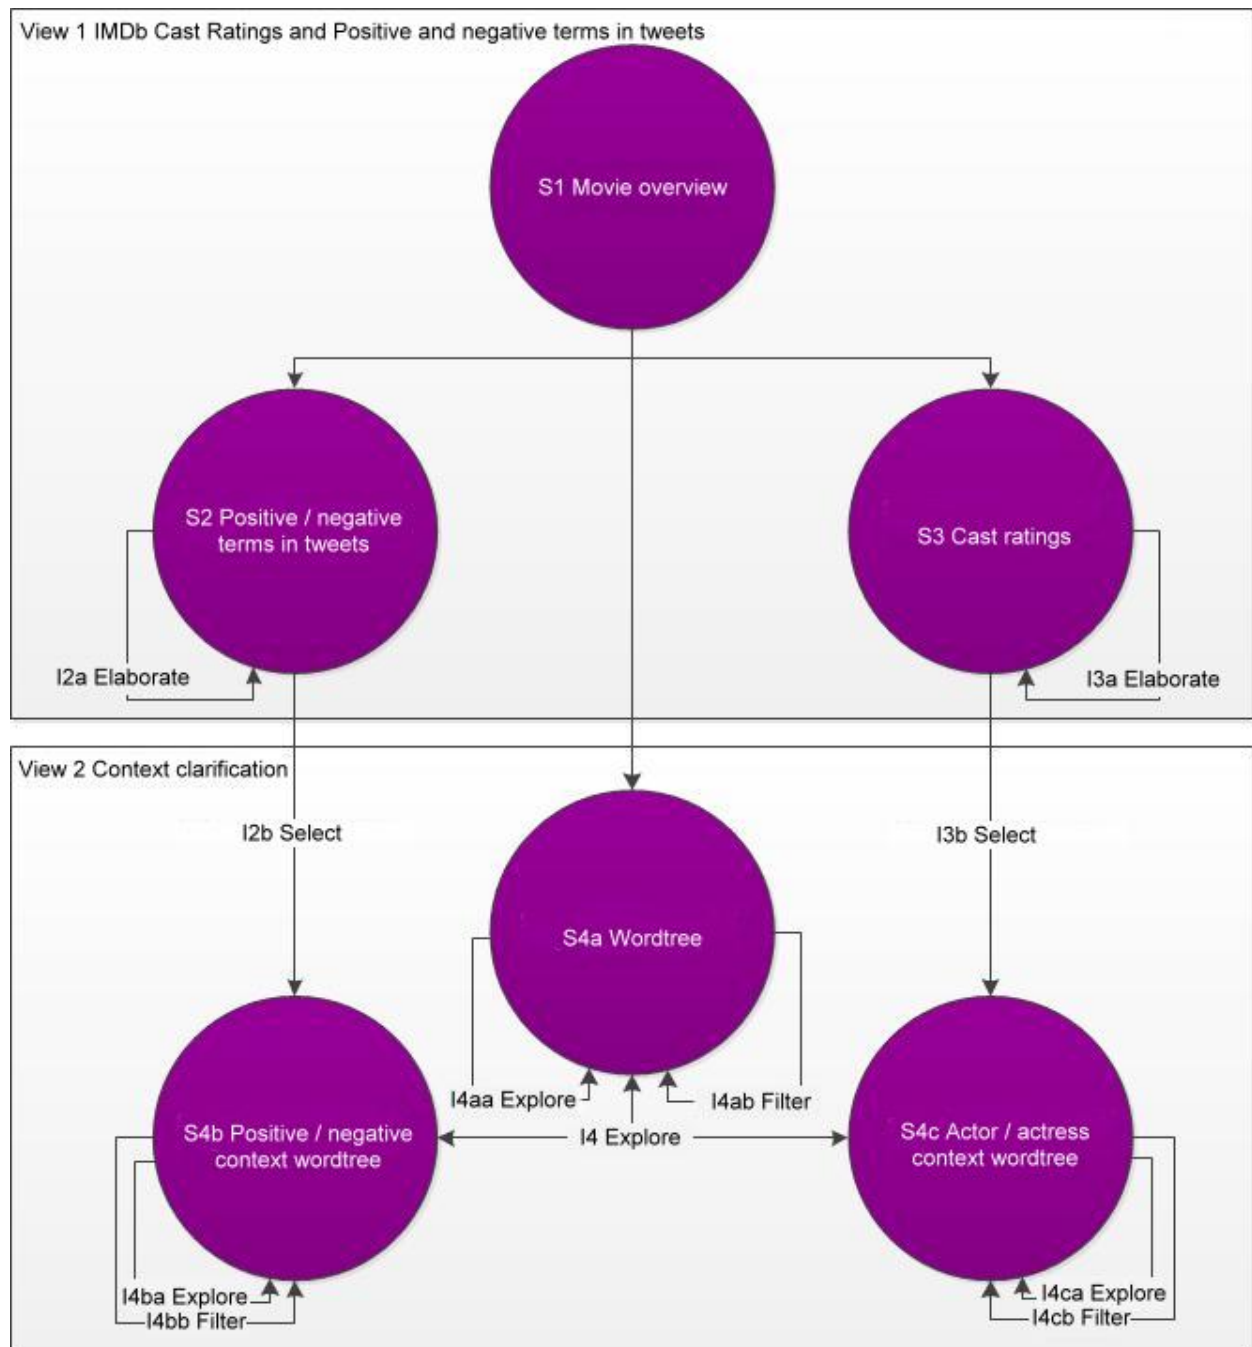 View 1 IMDb Cast Ratings and Positive and negative terms in tweets
S1 Movie overview
S2 Positive / negative
terms in tweets
S3 Cast ratings
I2a Elaborate
I3a Elaborate
View 2 Context clarification
I2b Select
I3b Select
S4a Wordtree
I4aa Explore
I4ab Filter
I4 Explore
S4b Positive / negative
context wordtree
S4c Actor / actress
context wordtree
I4ba Explore
I4bb Filter
I4ca Explore
I4cb Filter